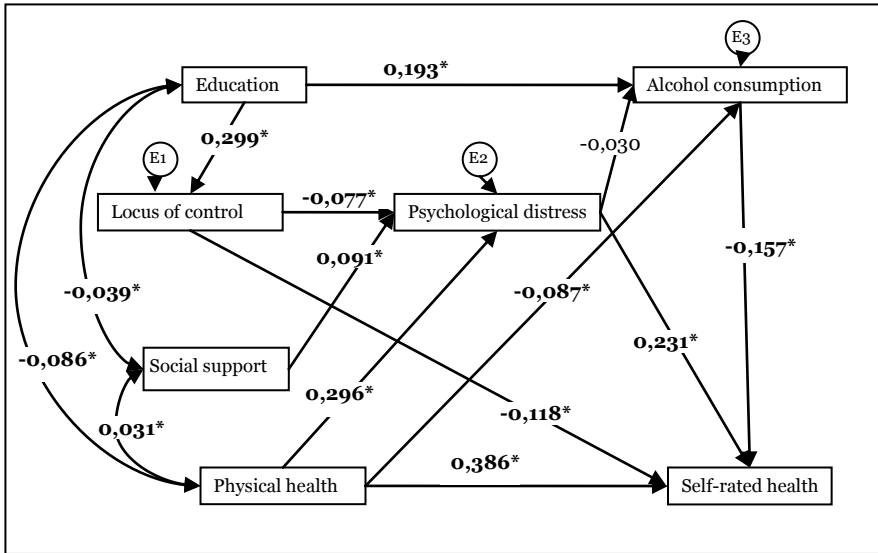 E3
Education
0,193*
Alcohol consumption
0,299*
-0,030
E1
E2
-0,077*
Locus of control
Psychological distress
0,091*
-0,157*
-0,039*
-0,087*
-0,086*
Social support
0,231*
0,296*
-0,118*
0,031*
0,386*
Physical health
Self-rated health